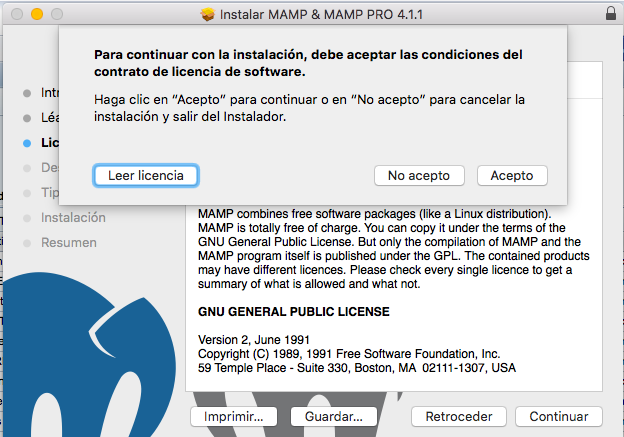 Instalar MAMP & MAMP PRO 4.1.1
Para continuar con la instalación, debe aceptar las condiciones del
contrato de licencia de software.
Haga clic en “Acepto” para continuar o en “No acepto” para cancelar la
instalación y salir del Instalador.
Leer licencia
No acepto
Acepto
Intr
Léa
Lic
Des
Tip
Instalación
Resumen
MAMP combines free software packages (like a Linux distribution).
MAMP is totally free of charge. You can copy it under the terms of the
GNU General Public License. But only the compilation of MAMP and the
MAMP program itself is published under the GPL. The contained products
may have different licences. Please check every single licence to get a
summary of what is allowed and what not.
GNU GENERAL PUBLIC LICENSE
Version 2, June 1991
Copyright (C) 1989, 1991 Free Software Foundation, Inc.
59 Temple Place - Suite 330, Boston, MA  02111-1307, USA
Imprimir...
Guardar...
Retroceder
Continuar